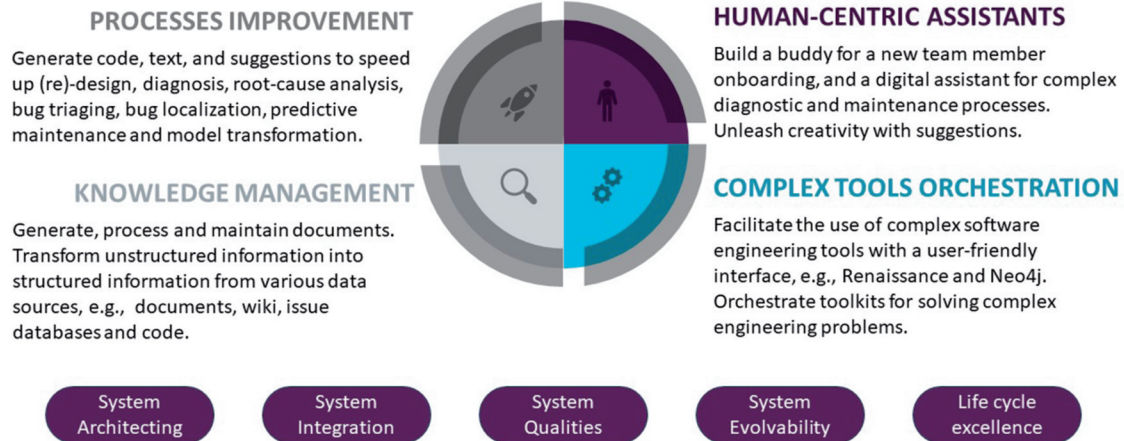 PROCESSES IMPROVEMENT
Generate code, text, and suggestions to speed
up (re)-design, diagnosis, root-cause analysis,
bug triaging, bug localization, predictive
maintenance and model transformation.
HUMAN-CENTRIC ASSISTANTS
Build a buddy for a new team member
onboarding, and a digital assistant for complex
diagnostic and maintenance processes.
Unleash creativity with suggestions.
KNOWLEDGE MANAGEMENT
Generate, process and maintain documents.
Transform unstructured information into
structured information from various data
sources, e.g., documents, wiki, issue
databases and code.
COMPLEX TOOLS ORCHESTRATION
Facilitate the use of complex software
engineering tools with a user-friendly
interface, e.g., Renaissance and Neo4j.
Orchestrate toolkits for solving complex
engineering problems.
System
Architecting
System
Integration
System
Qualities
System
Evolvability
Life cycle
excellence